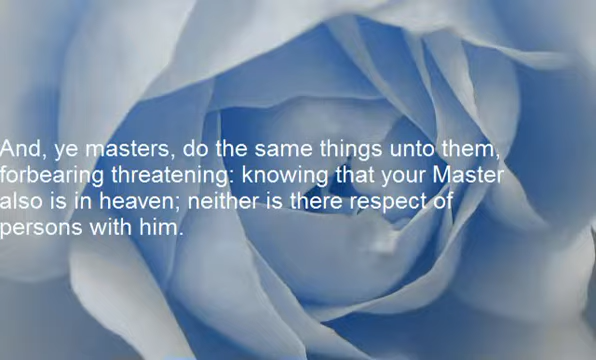 And, ye masters, do the same things unto them,
forbearing threatening: knowing that your Master
also is in heaven; neither is there respect of
persons with him.